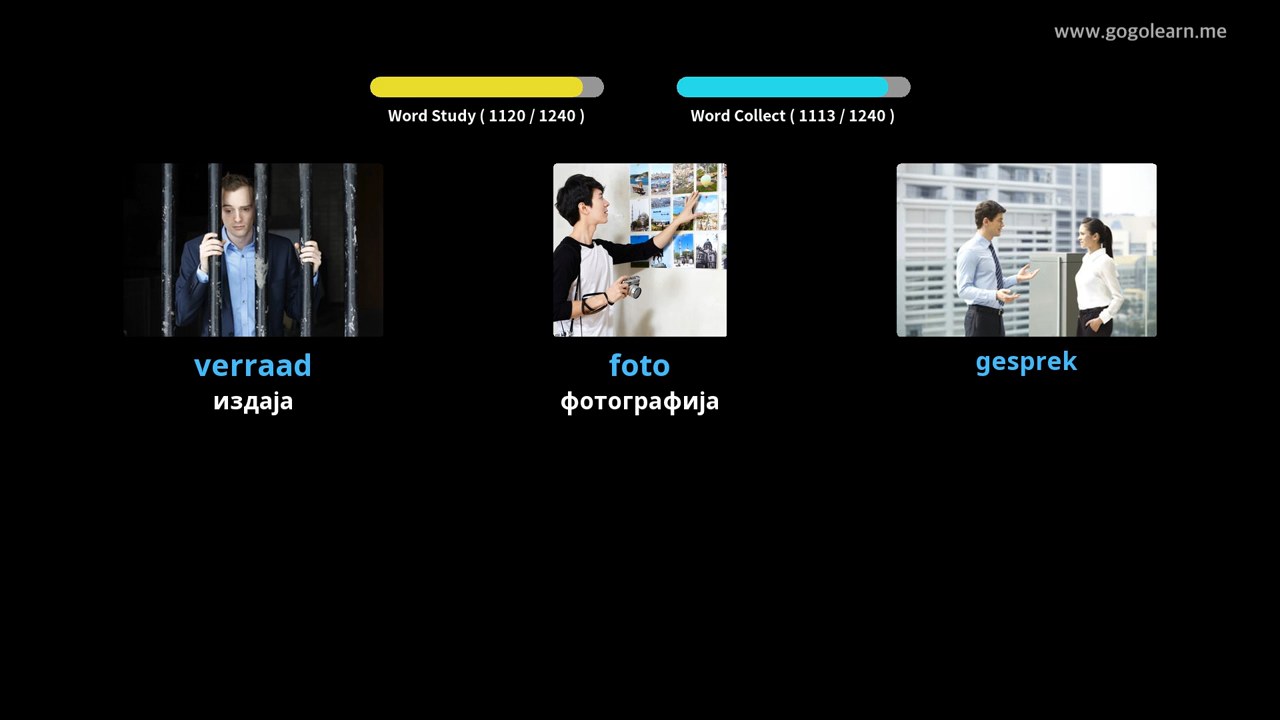 www.gogolearn.me
Word Study ( 1120 / 1240 )
Word Collect ( 1113 / 1240 )
verraad
издаја
foto
фотографија
gesprek